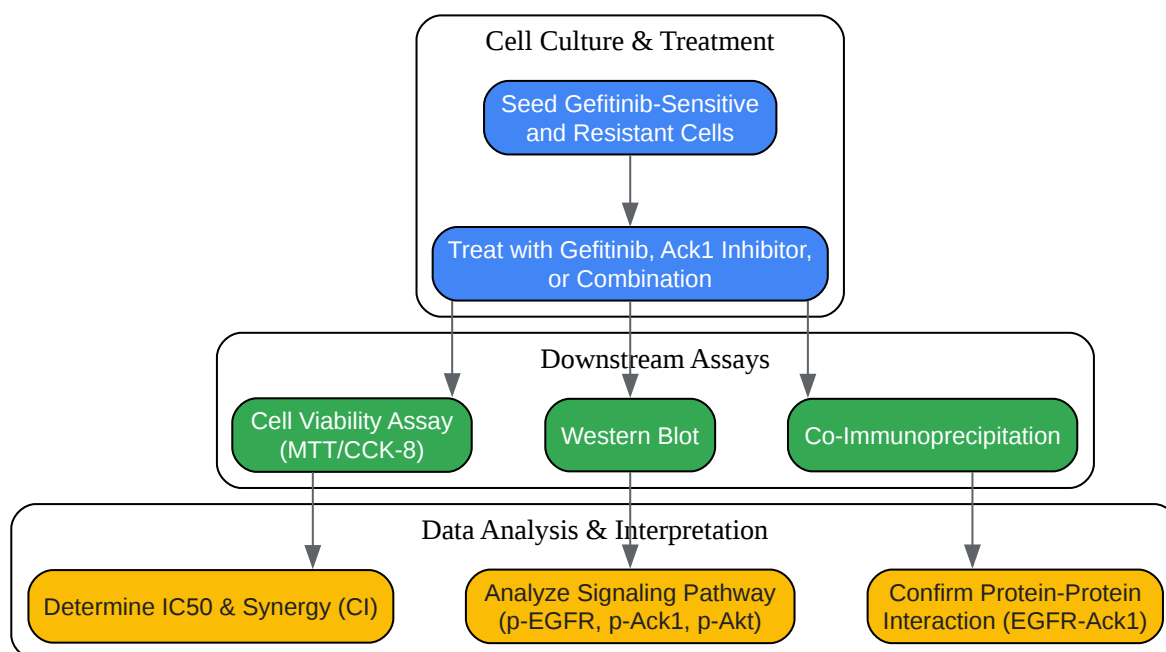 Cell Culture & Treatment
Seed Gefitinib-Sensitive
and Resistant Cells
Treat with Gefitinib, Ack1 Inhibitor,
or Combination
Downstream Assays
Cell Viability Assay
(MTT/CCK-8)
Western Blot
Co-Immunoprecipitation
Data Analysis & Interpretation
Determine IC50 & Synergy (CI)
Analyze Signaling Pathway
(p-EGFR, p-Ack1, p-Akt)
Confirm Protein-Protein
Interaction (EGFR-Ack1)